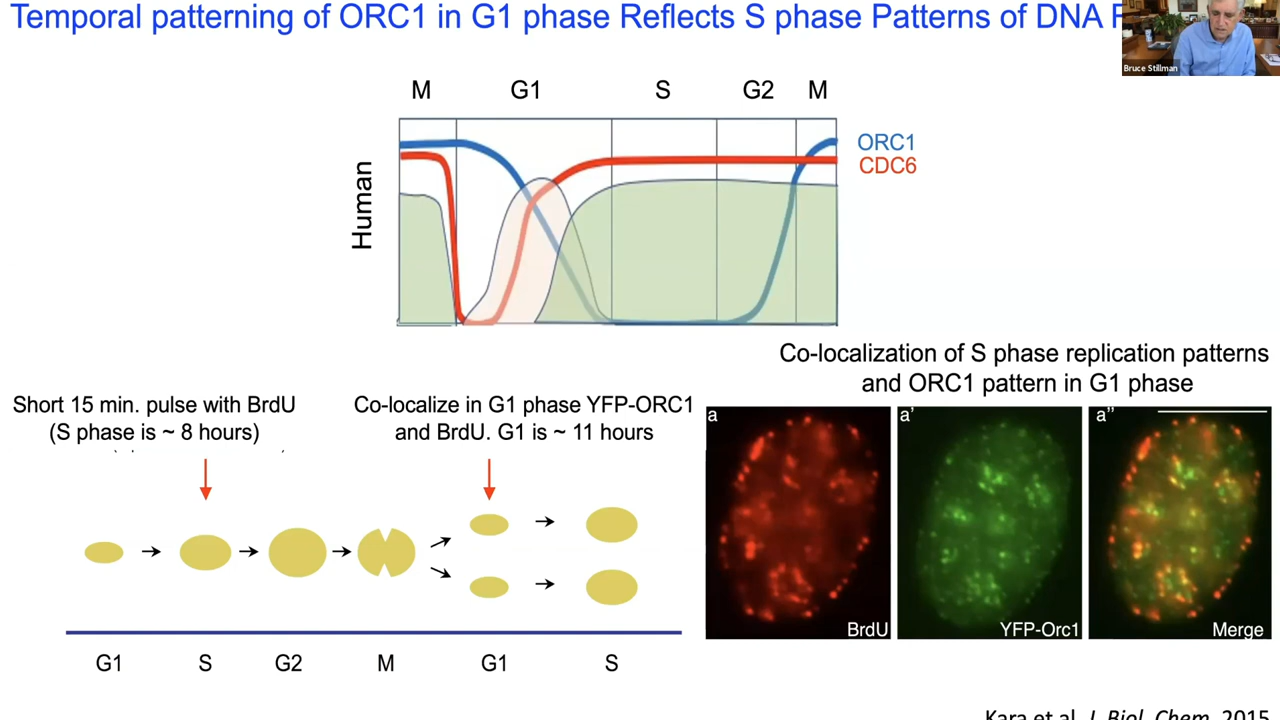 Temporal patterning of ORC1 in G1 phase Reflects S phase Patterns of DNA
Bruce Stillman
M G1 S G2 M
ORC1
CDC6
Human
Co-localization of S phase replication patterns
and ORC1 pattern in G1 phase
Short 15 min. pulse with BrdU
(S phase is ~ 8 hours)
Co-localize in G1 phase YFP-ORC1
and BrdU. G1 is ~ 11 hours
a a' a"
BrdU YFP-Orc1 Merge
G1 S G2 M G1 S
Kara et al. J. Biol. Chem. 2015